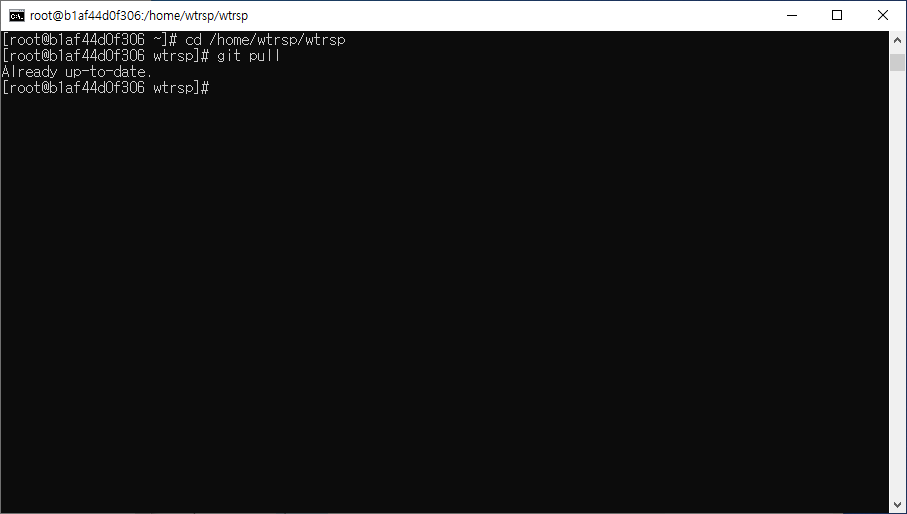 root@b1af44d0f306:/home/wtrsp/wtrsp
[root@b1af44d0f306 ~]# cd /home/wtrsp/wtrsp
[root@b1af44d0f306 wtrsp]# git pull
Already up-to-date.
[root@b1af44d0f306 wtrsp]#